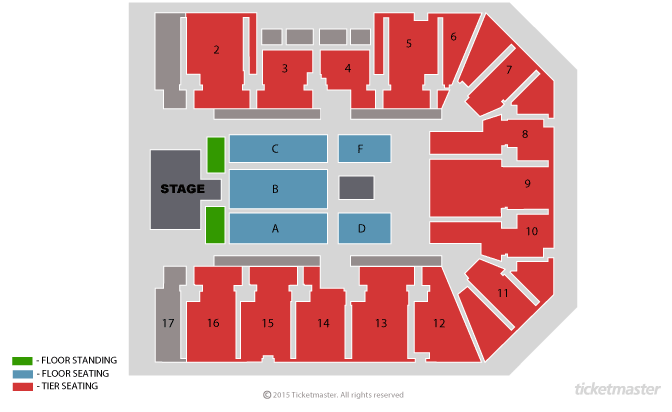 2
3
4
5
6
7
8
9
10
11
12
13
14
15
16
17
C
F
STAGE
B
A
D
- FLOOR STANDING
- FLOOR SEATING
- TIER SEATING
© 2015 Ticketmaster. All rights reserved
ticketmaster